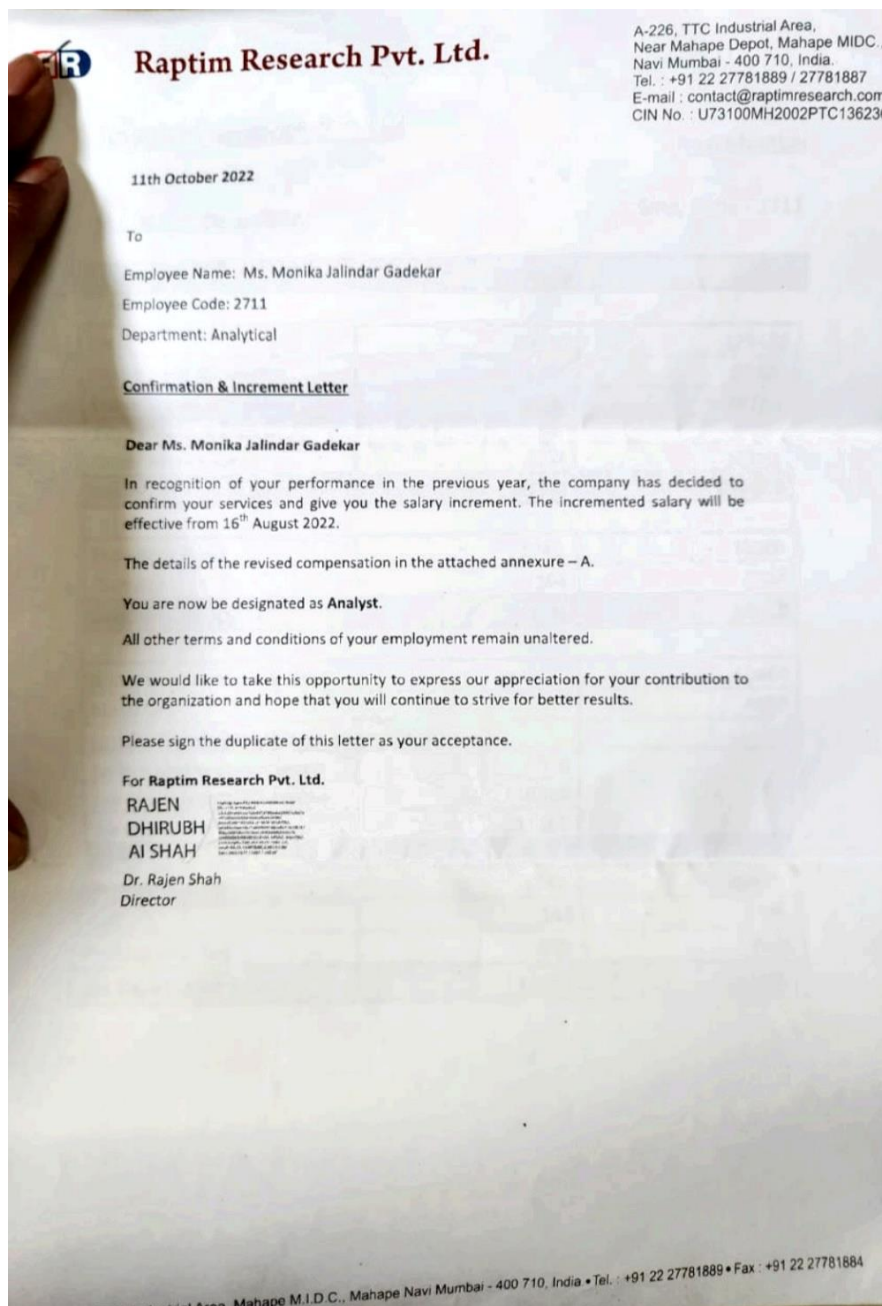 R
Raptim Research Pvt. Ltd.
A-226, TTC Industrial Area,
Near Mahape Depot, Mahape MIDC.,
Navi Mumbai - 400 710, India.
Tel. : +91 22 27781889 / 27781887
E-mail : contact@raptimresearch.com
CIN No. : U73100MH2002PTC13623
11th October 2022
To
Employee Name: Ms. Monika Jalindar Gadekar
Employee Code: 2711
Department: Analytical
Confirmation & Increment Letter
Dear Ms. Monika Jalindar Gadekar
In recognition of your performance in the previous year, the company has decided to
confirm your services and give you the salary increment. The incremented salary will be
effective from 16th August 2022.
The details of the revised compensation in the attached annexure – A.
You are now be designated as Analyst.
All other terms and conditions of your employment remain unaltered.
We would like to take this opportunity to express our appreciation for your contribution to
the organization and hope that you will continue to strive for better results.
Please sign the duplicate of this letter as your acceptance.
For Raptim Research Pvt. Ltd.
RAJEN
DHIRUBH
AI SHAH
Dr. Rajen Shah
Director
Mahape M.I.D.C., Mahape Navi Mumbai - 400 710, India • Tel. : +91 22 27781889 • Fax : +91 22 27781884